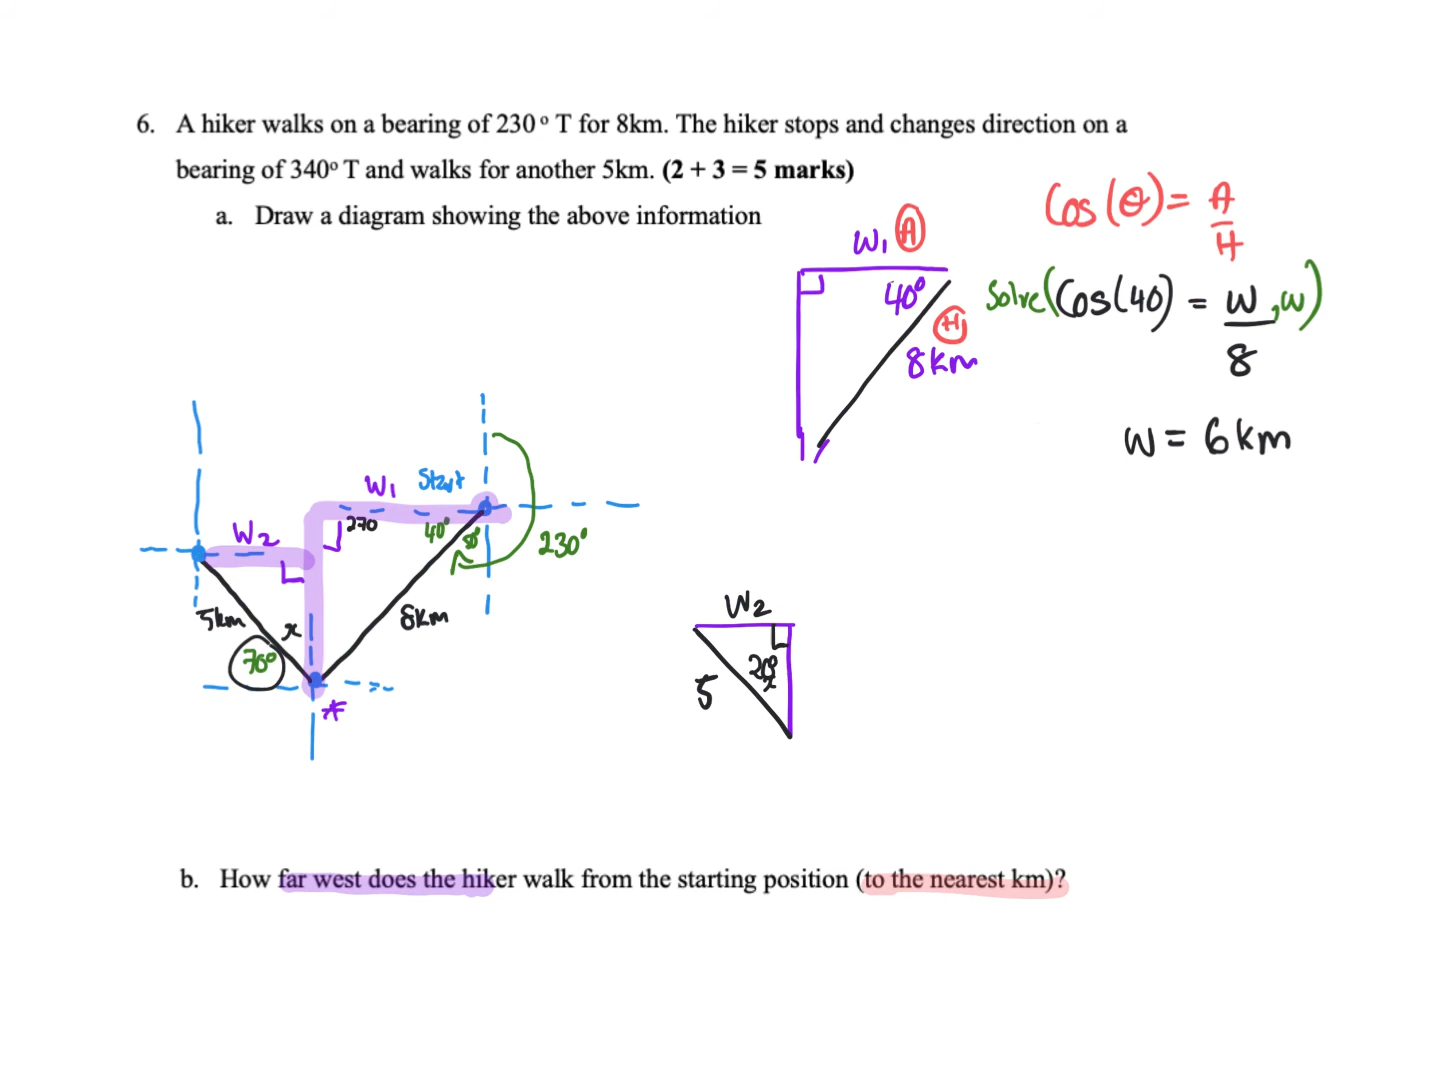 6. A hiker walks on a bearing of 230° T for 8km. The hiker stops and changes direction on a
bearing of 340° T and walks for another 5km. (2 + 3 = 5 marks)
a. Draw a diagram showing the above information
Cos(θ) = A/H
W₁ A
40°
H
8km
Solve(Cos(40) = W/8, w)
W = 6km
W₁ Start
W₂
270
40°
50°
230°
5km
x
8km
70°
*
W₂
20°
x
5
b. How far west does the hiker walk from the starting position (to the nearest km)?